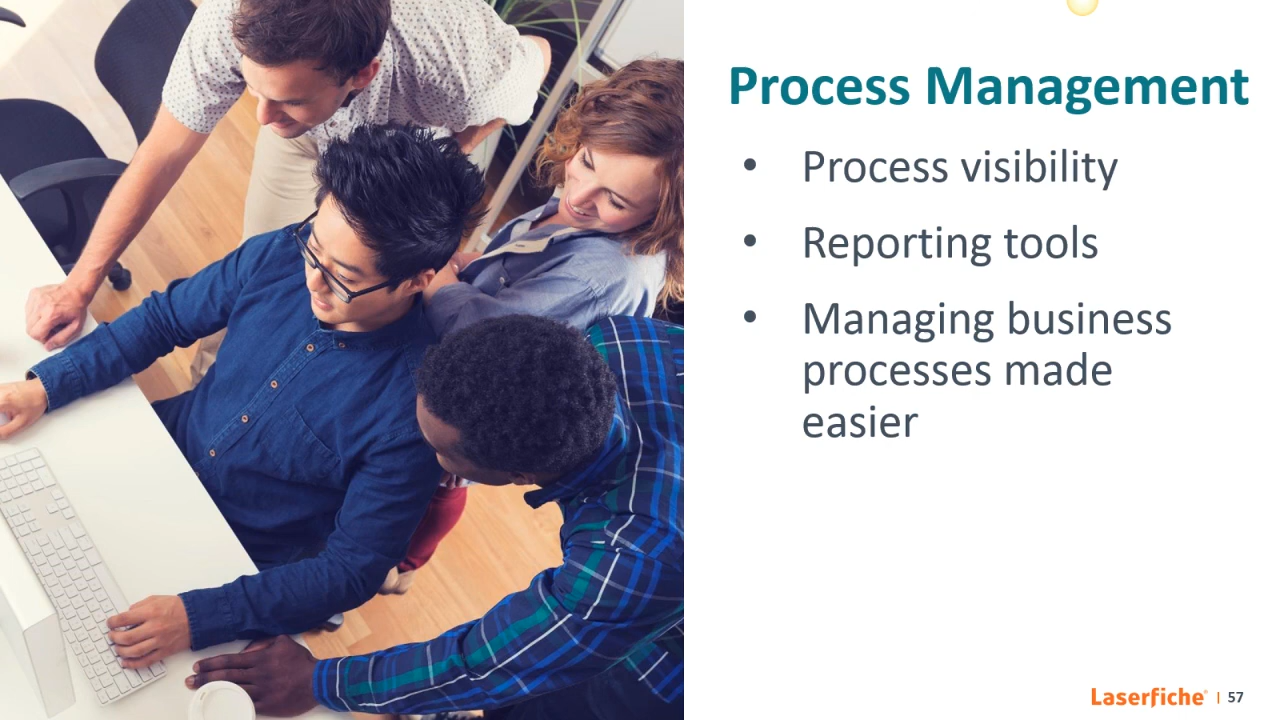 Process Management
• Process visibility
• Reporting tools
• Managing business
processes made
easier
Laserfiche® | 57